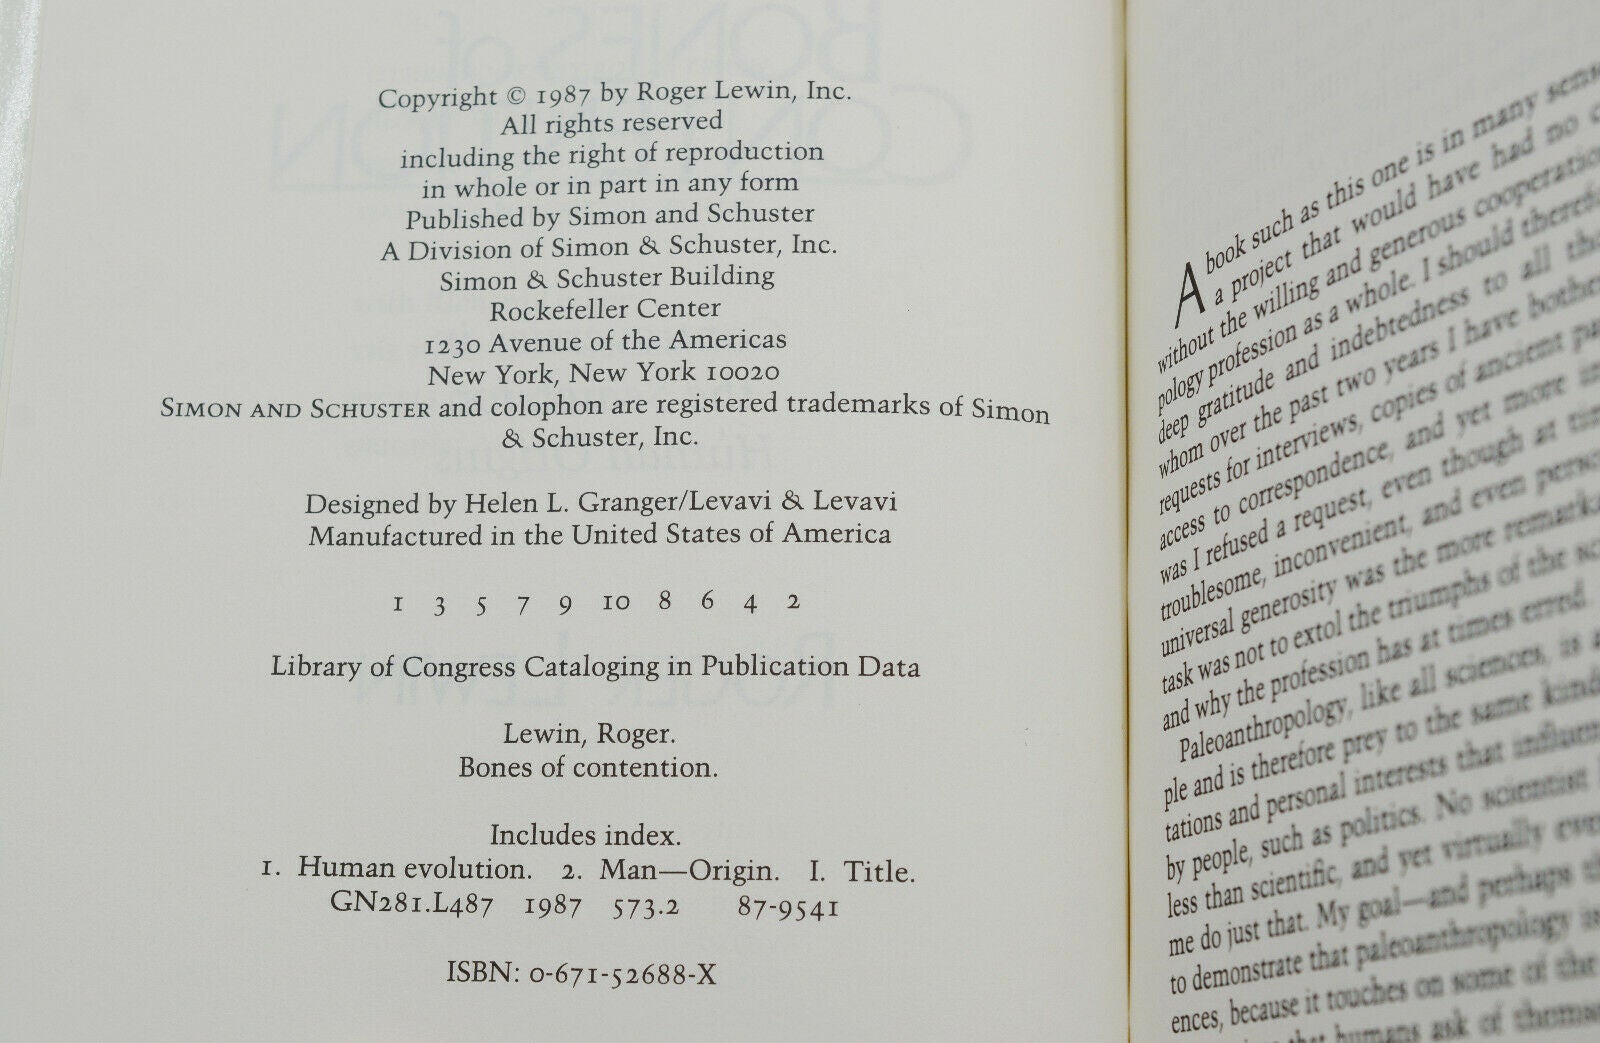 Copyright © 1987 by Roger Lewin, Inc.
All rights reserved
including the right of reproduction
in whole or in part in any form
Published by Simon and Schuster
A Division of Simon & Schuster, Inc.
Simon & Schuster Building
Rockefeller Center
1230 Avenue of the Americas
New York, New York 10020
SIMON AND SCHUSTER and colophon are registered trademarks of Simon
& Schuster, Inc.
Designed by Helen L. Granger/Levavi & Levavi
Manufactured in the United States of America
1 3 5 7 9 10 8 6 4 2
Library of Congress Cataloging in Publication Data
Lewin, Roger.
Bones of contention.
Includes index.
1. Human evolution. 2. Man—Origin. I. Title.
GN281.L487 1987 573.2 87-9541
ISBN: 0-671-52688-X
A book such as this one is in many
a project that would have had no
without the willing and generous cooperation
pology profession as a whole. I should
deep gratitude and indebtedness to all
whom over the past two years I have
requests for interviews, copies of ancient
access to correspondence, and yet more
was I refused a request, even though at
troublesome, inconvenient, and even
universal generosity was the more
task was not to extol the triumphs of the
and why the profession has at times erred.
Paleoanthropology, like all sciences, is
ple and is therefore prey to the same
tations and personal interests that
by people, such as politics. No scientist
less than scientific, and yet virtually
me do just that. My goal—and perhaps
to demonstrate that paleoanthropology is
ences, because it touches on some of the
that humans ask of